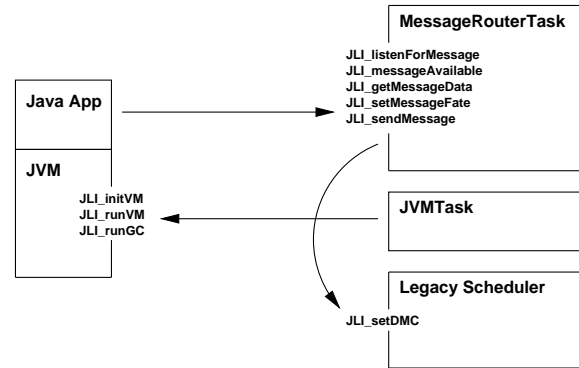 MessageRouterTask
JLI_listenForMessage
JLI_messageAvailable
JLI_getMessageData
JLI_setMessageFate
JLI_sendMessage
Java App
JVM
JLI_initVM
JLI_runVM
JLI_runGC
JVMTask
Legacy Scheduler
JLI_setDMC